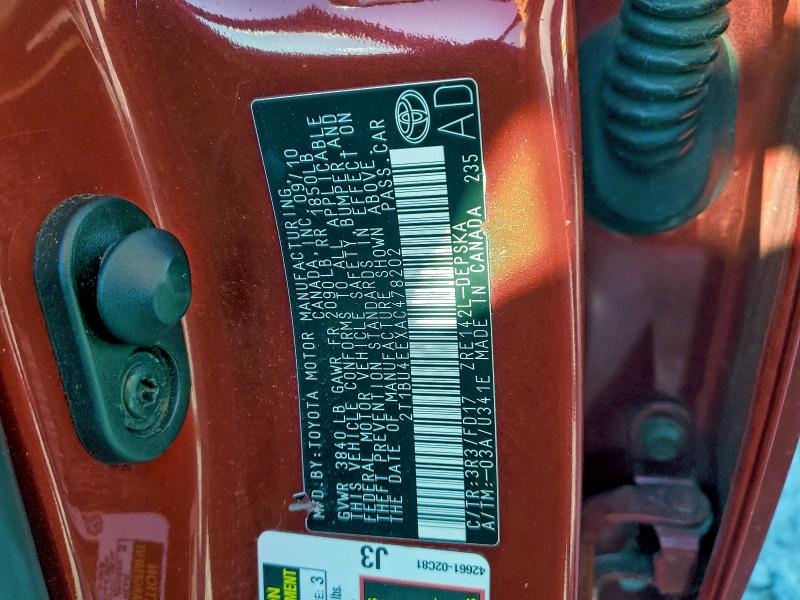 MFD.BY:TOYOTA MOTOR MANUFACTURING
CANADA, INC. 09/10
GVWR 3840LB GAWR FR 2090LB RR 1850LB
THIS VEHICLE CONFORMS TO ALL APPLICABLE
FEDERAL MOTOR VEHICLE SAFETY,BUMPER,AND
THEFT PREVENTION STANDARDS IN EFFECT ON
THE DATE OF MANUFACTURE SHOWN ABOVE.
2T1BU4EEXAC478202 PASS.CAR
C/TR:3R3/FD17 ZRE142L-DEPSKA 235
A/TM:-03A/U341E MADE IN CANADA
AD
J3
42661-02C81